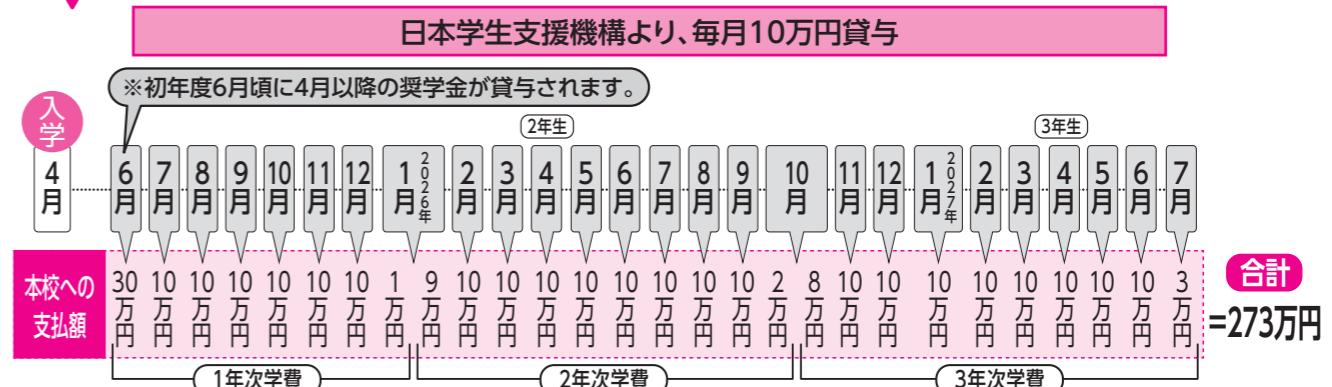 日本学生支援機構より、毎月10万円貸与
※初年度6月頃に4月以降の奨学金が貸与されます。
入学
2年生
3年生
4月 6月 7月 8月 9月 10月 11月 12月 1月 2026年 2月 3月 4月 5月 6月 7月 8月 9月 10月 11月 12月 1月 2027年 2月 3月 4月 5月 6月 7月
本校への
支払額
30万円 10万円 10万円 10万円 10万円 10万円 10万円 1万円 9万円 10万円 10万円 10万円 10万円 10万円 10万円 10万円 10万円 2万円 8万円 10万円 10万円 10万円 10万円 10万円 10万円 10万円 10万円 3万円
合計
=273万円
1年次学費 2年次学費 3年次学費